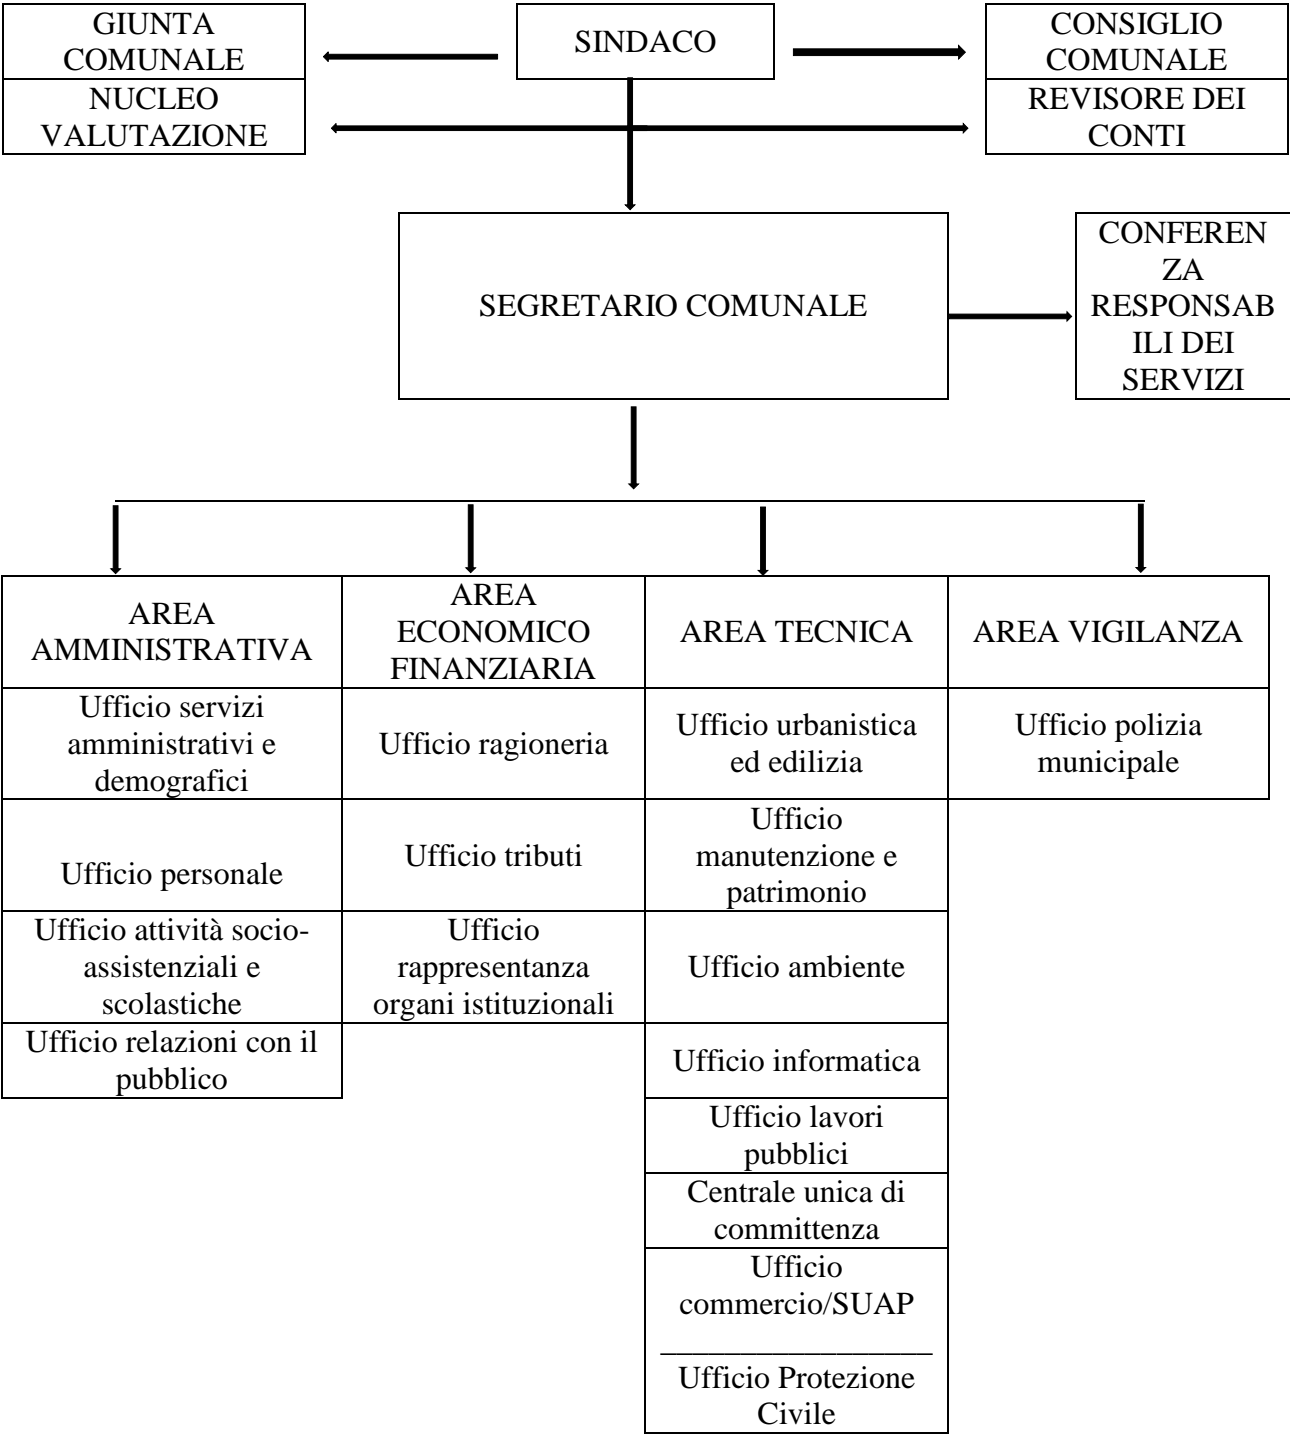 GIUNTA
COMUNALE
NUCLEO
VALUTAZIONE
SINDACO
CONSIGLIO
COMUNALE
REVISORE DEI
CONTI
SEGRETARIO COMUNALE
CONFEREN
ZA
RESPONSAB
ILI DEI
SERVIZI
AREA
AMMINISTRATIVA
AREA
ECONOMICO
FINANZIARIA
AREA TECNICA
AREA VIGILANZA
Ufficio servizi
amministrativi e
demografici
Ufficio ragioneria
Ufficio urbanistica
ed edilizia
Ufficio polizia
municipale
Ufficio personale
Ufficio tributi
Ufficio
manutenzione e
patrimonio
Ufficio attività socio-
assistenziali e
scolastiche
Ufficio
rappresentanza
organi istituzionali
Ufficio ambiente
Ufficio relazioni con il
pubblico
Ufficio informatica
Ufficio lavori
pubblici
Centrale unica di
committenza
Ufficio
commercio/SUAP
Ufficio Protezione
Civile